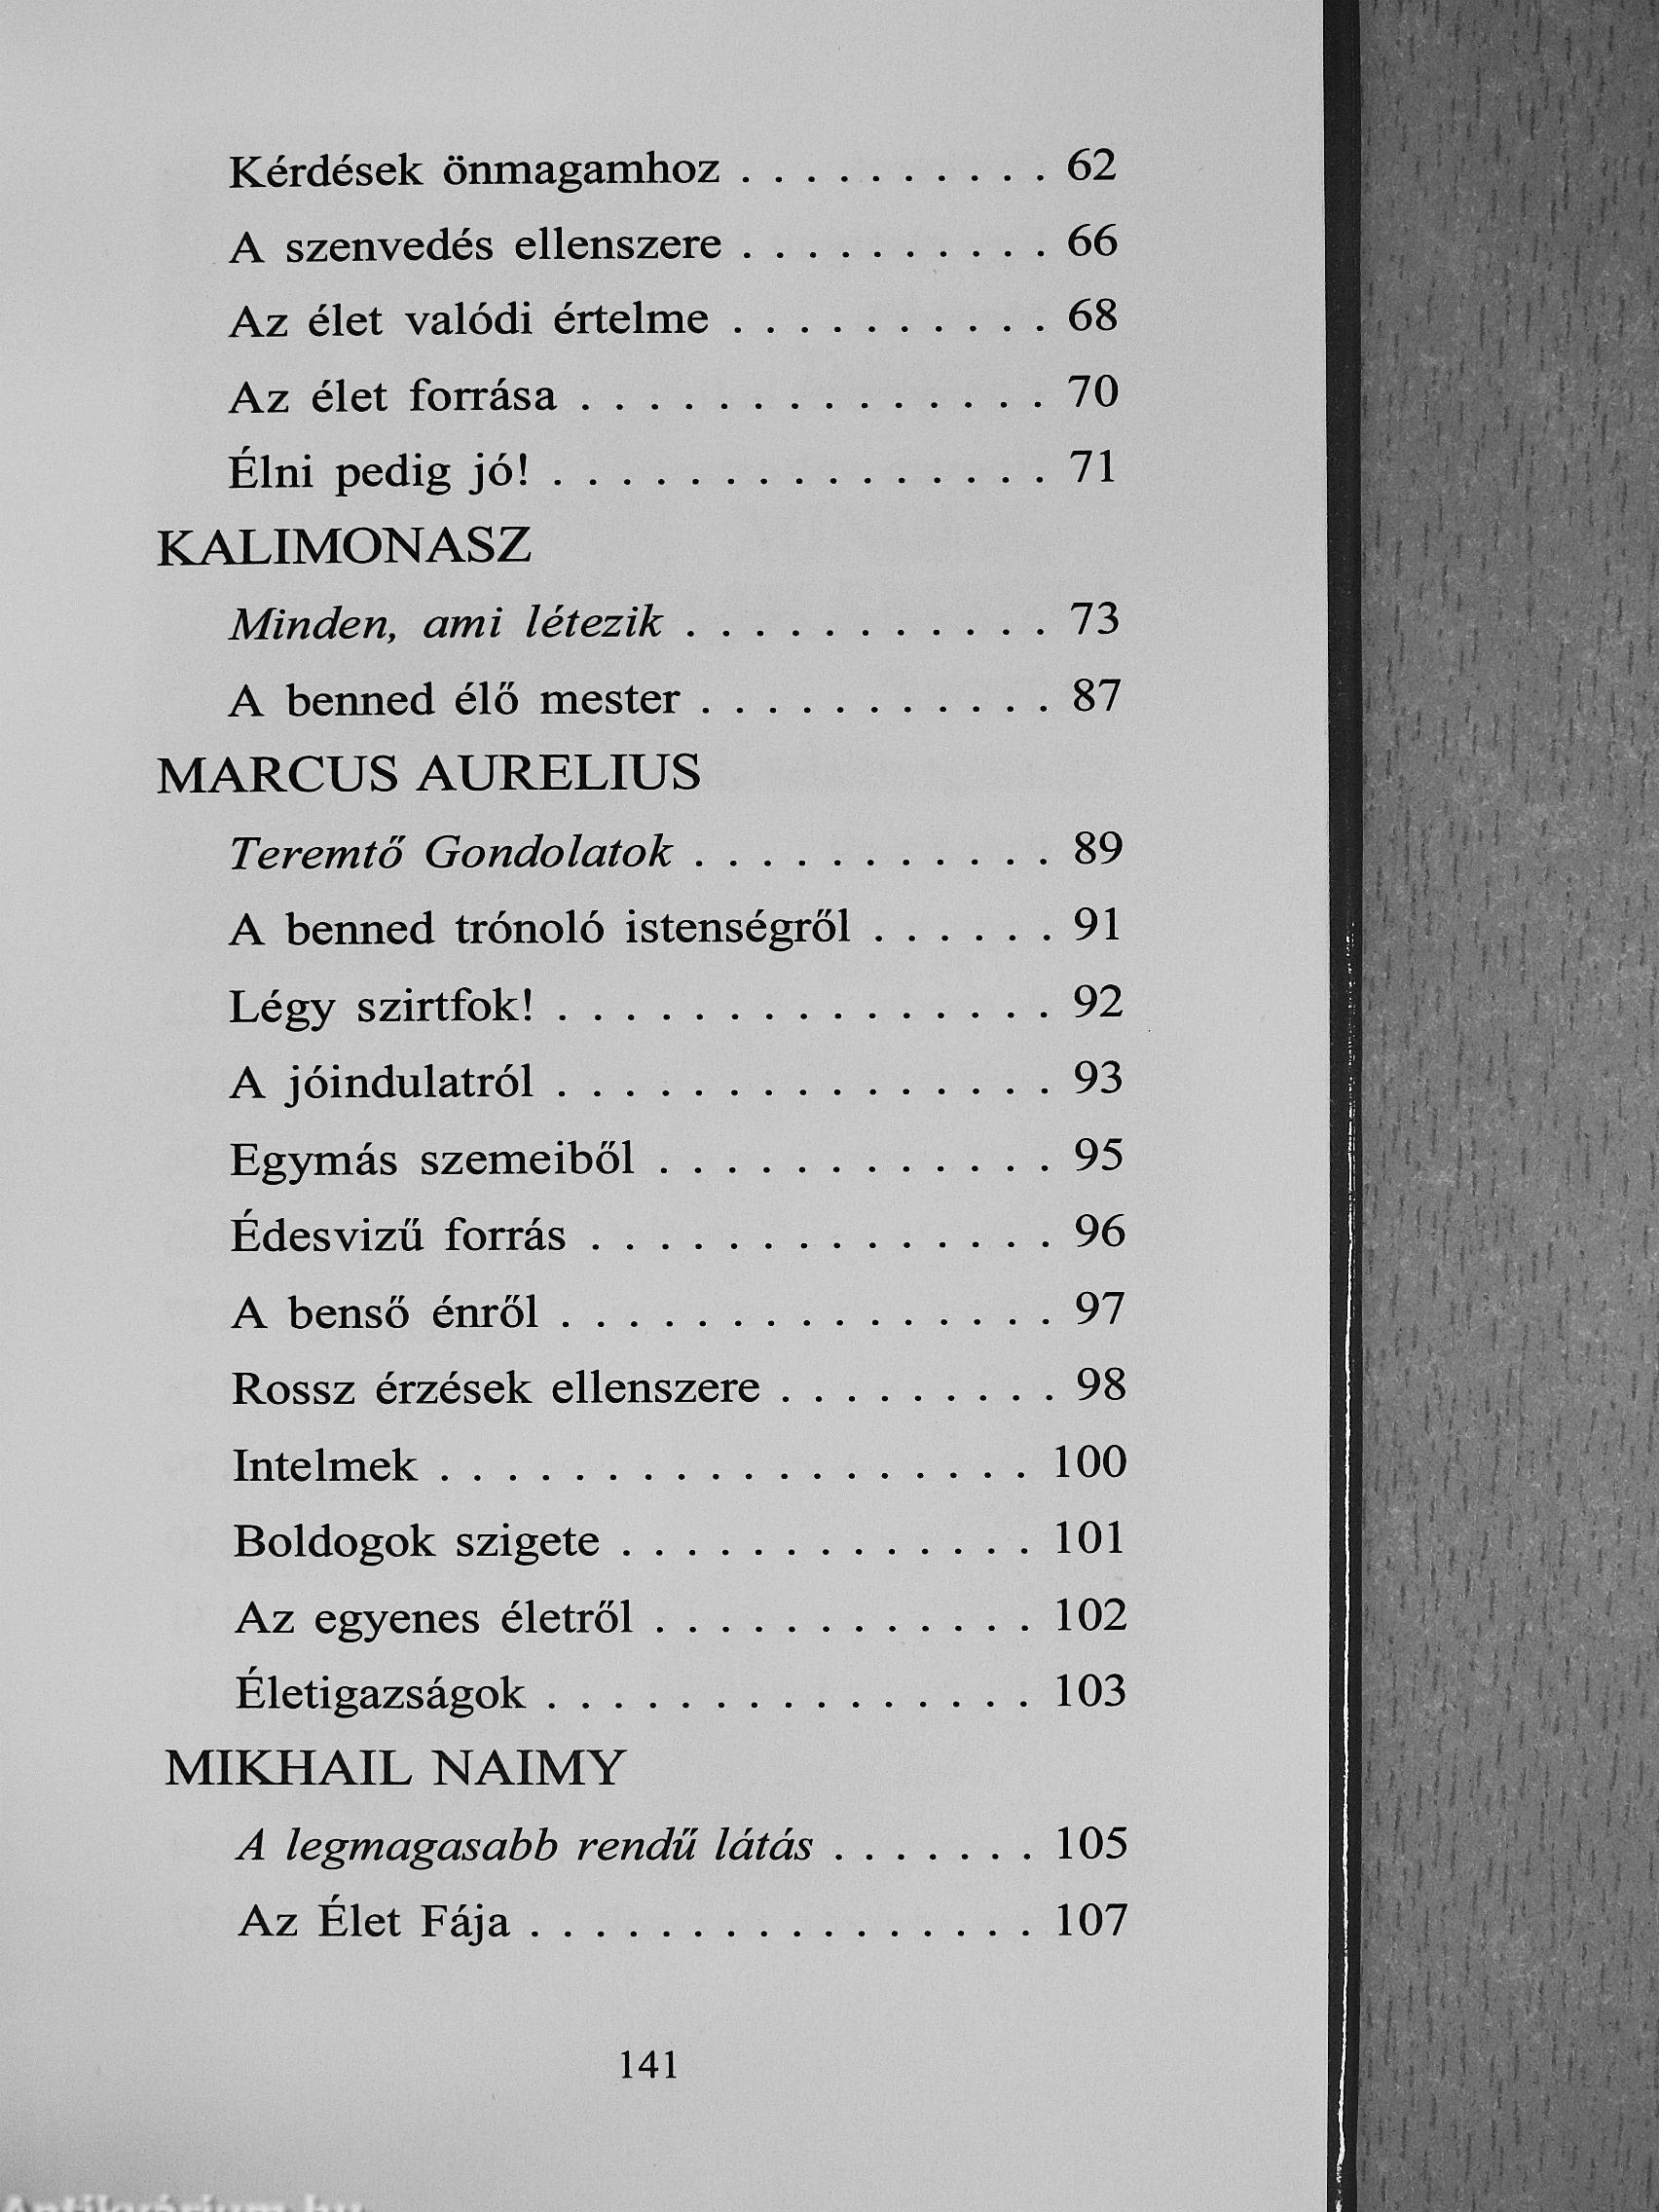 Kérdések önmagamhoz . . . . . . . . . . 62
A szenvedés ellenszere . . . . . . . . . . 66
Az élet valódi értelme . . . . . . . . . . 68
Az élet forrása . . . . . . . . . . . . . . 70
Élni pedig jó! . . . . . . . . . . . . . . . 71
KALIMONASZ
Minden, ami létezik . . . . . . . . . . . 73
A benned élő mester . . . . . . . . . . . 87
MARCUS AURELIUS
Teremtő Gondolatok . . . . . . . . . . . 89
A benned trónoló istenségről . . . . . . 91
Légy szirtfok! . . . . . . . . . . . . . . . 92
A jóindulatról . . . . . . . . . . . . . . . 93
Egymás szemeiből . . . . . . . . . . . . 95
Édesvizű forrás . . . . . . . . . . . . . . 96
A benső énről . . . . . . . . . . . . . . . 97
Rossz érzések ellenszere . . . . . . . . . 98
Intelmek . . . . . . . . . . . . . . . . . . 100
Boldogok szigete . . . . . . . . . . . . . 101
Az egyenes életről . . . . . . . . . . . . 102
Életigazságok . . . . . . . . . . . . . . . 103
MIKHAIL NAIMY
A legmagasabb rendű látás . . . . . . . 105
Az Élet Fája . . . . . . . . . . . . . . . . 107
141